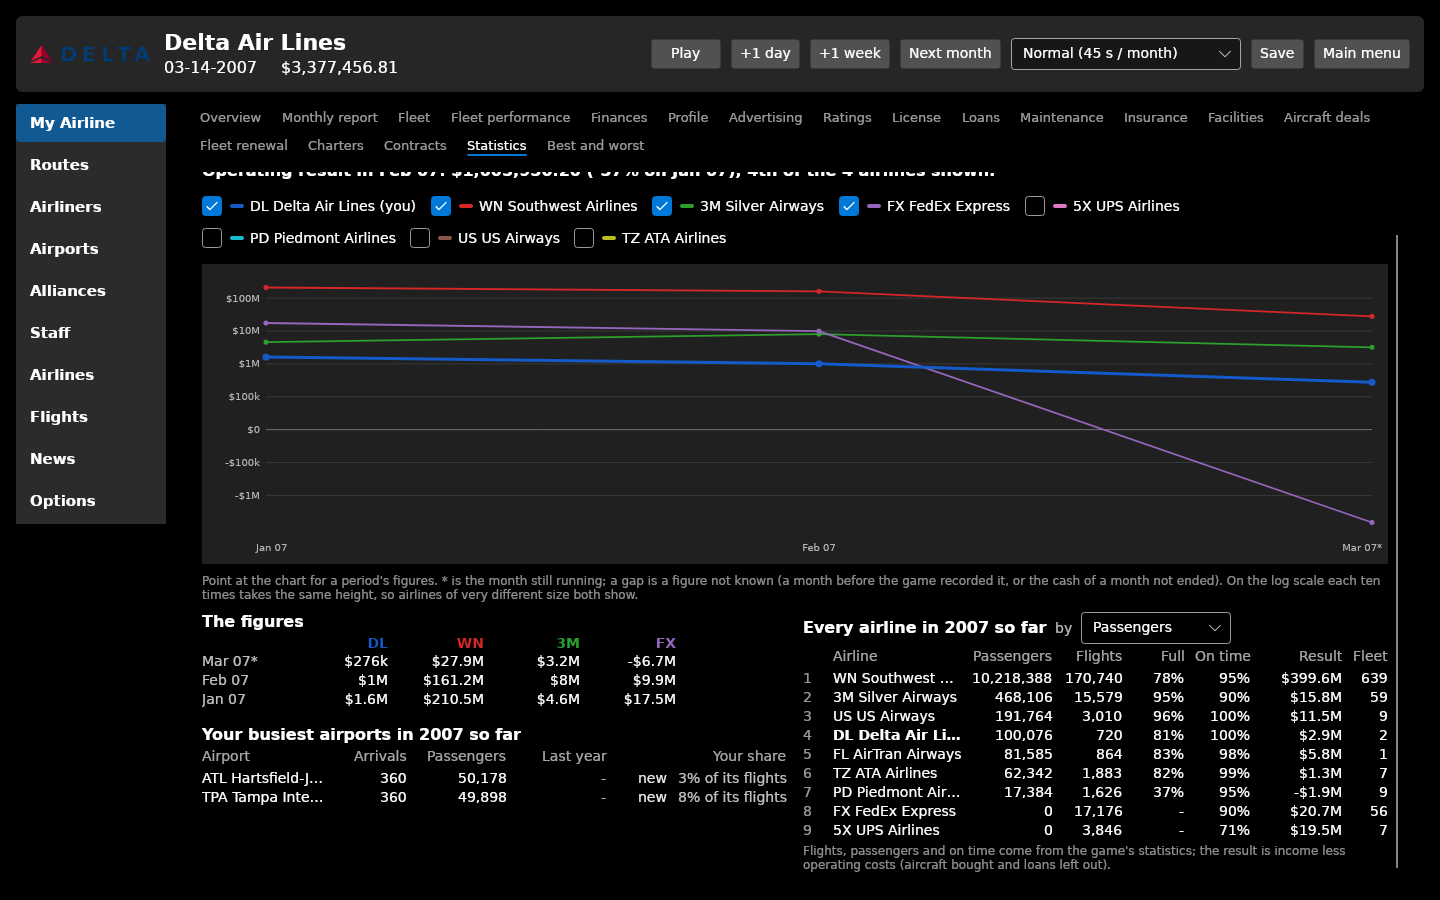 DELTA
Delta Air Lines
03-14-2007 $3,377,456.81
Play +1 day +1 week Next month Normal (45 s / month) Save Main menu
My Airline
Routes
Airliners
Airports
Alliances
Staff
Airlines
Flights
News
Options
Overview Monthly report Fleet Fleet performance Finances Profile Advertising Ratings License Loans Maintenance Insurance Facilities Aircraft deals
Fleet renewal Charters Contracts Statistics Best and worst
Operating result in Feb 07: $1,005,950.20 (-37% on Jan 07), 4th of the 4 airlines shown.
DL Delta Air Lines (you) WN Southwest Airlines 3M Silver Airways FX FedEx Express 5X UPS Airlines
PD Piedmont Airlines US US Airways TZ ATA Airlines
$100M
$10M
$1M
$100k
$0
-$100k
-$1M
Jan 07 Feb 07 Mar 07*
Point at the chart for a period's figures. * is the month still running; a gap is a figure not known (a month before the game recorded it, or the cash of a month not ended). On the log scale each ten
times takes the same height, so airlines of very different size both show.
The figures
DL WN 3M FX
Mar 07* $276k $27.9M $3.2M -$6.7M
Feb 07 $1M $161.2M $8M $9.9M
Jan 07 $1.6M $210.5M $4.6M $17.5M
Your busiest airports in 2007 so far
Airport Arrivals Passengers Last year Your share
ATL Hartsfield-J... 360 50,178 - new 3% of its flights
TPA Tampa Inte... 360 49,898 - new 8% of its flights
Every airline in 2007 so far by Passengers
Airline Passengers Flights Full On time Result Fleet
1 WN Southwest ... 10,218,388 170,740 78% 95% $399.6M 639
2 3M Silver Airways 468,106 15,579 95% 90% $15.8M 59
3 US US Airways 191,764 3,010 96% 100% $11.5M 9
4 DL Delta Air Li... 100,076 720 81% 100% $2.9M 2
5 FL AirTran Airways 81,585 864 83% 98% $5.8M 1
6 TZ ATA Airlines 62,342 1,883 82% 99% $1.3M 7
7 PD Piedmont Air... 17,384 1,626 37% 95% -$1.9M 9
8 FX FedEx Express 0 17,176 - 90% $20.7M 56
9 5X UPS Airlines 0 3,846 - 71% $19.5M 7
Flights, passengers and on time come from the game's statistics; the result is income less
operating costs (aircraft bought and loans left out).